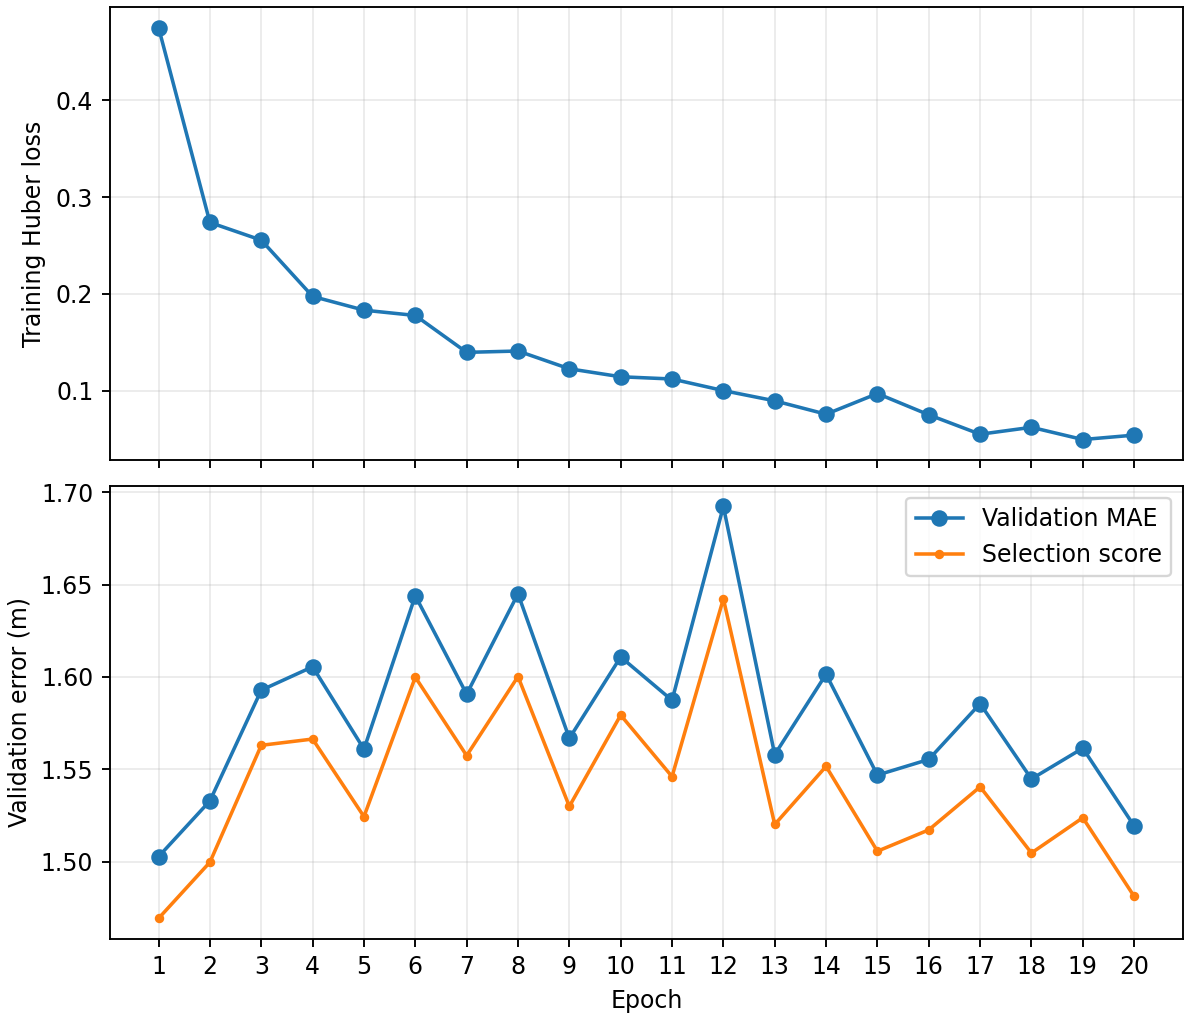 Training Huber loss
0.4
0.3
0.2
0.1
Validation error (m)
1.70
1.65
1.60
1.55
1.50
Validation MAE
Selection score
1 2 3 4 5 6 7 8 9 10 11 12 13 14 15 16 17 18 19 20
Epoch